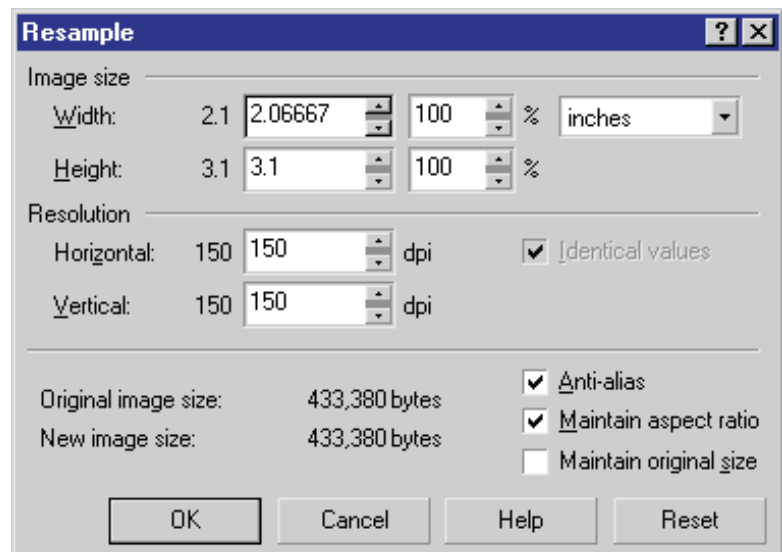 Resample
Image size
Width: 2.1 2.06667 100 % inches
Height: 3.1 3.1 100 %
Resolution
Horizontal: 150 150 dpi Identical values
Vertical: 150 150 dpi
Anti-alias
Original image size: 433,380 bytes
Maintain aspect ratio
New image size: 433,380 bytes
Maintain original size
OK Cancel Help Reset